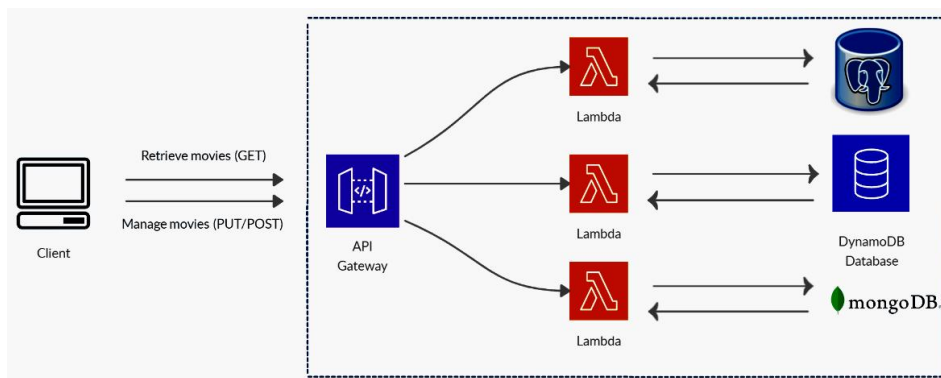 Retrieve movies (GET)
Manage movies (PUT/POST)
Client
</>
API
Gateway
Lambda
Lambda
Lambda
DynamoDB
Database
mongoDB